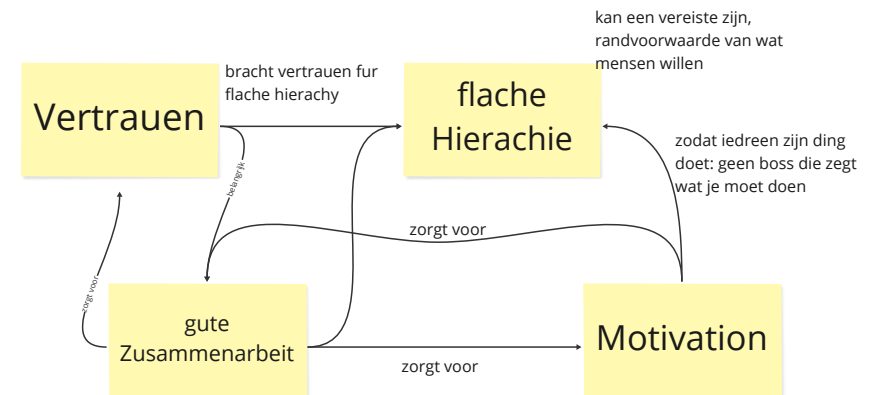 kan een vereiste zijn,
randvoorwaarde van wat
mensen willen
bracht vertrauen fur
flache hierachy
Vertrauen
flache
Hierachie
zodat iedreen zijn ding
doet: geen boss die zegt
wat je moet doen
belangrijk
zorgt voor
zorgt voor
gute
Zusammenarbeit
Motivation
zorgt voor